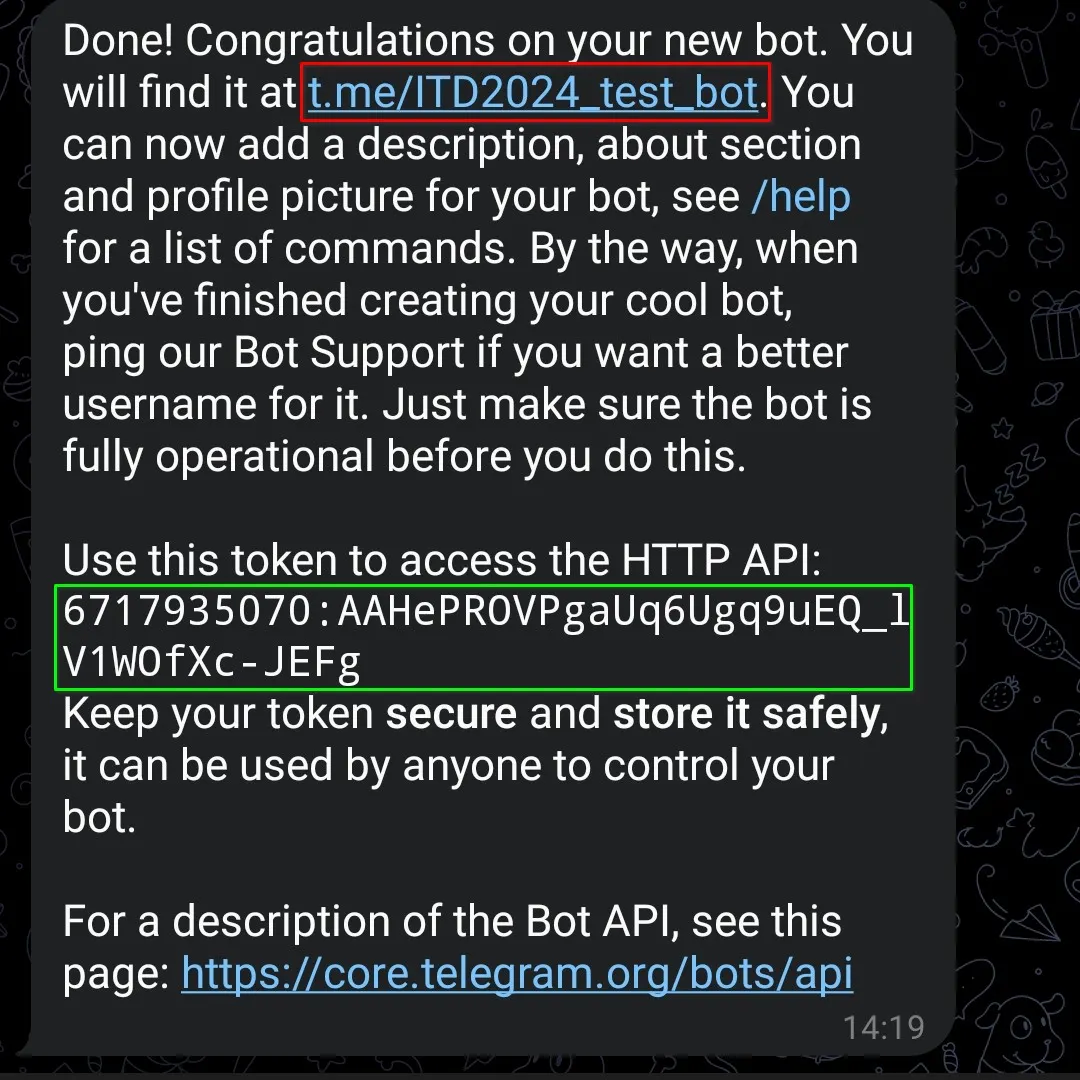 Done! Congratulations on your new bot. You
will find it at t.me/ITD2024_test_bot. You
can now add a description, about section
and profile picture for your bot, see /help
for a list of commands. By the way, when
you've finished creating your cool bot,
ping our Bot Support if you want a better
username for it. Just make sure the bot is
fully operational before you do this.
Use this token to access the HTTP API:
6717935070:AAHePROVPgaUq6Ugq9uEQ_l
V1WOfXc-JEFg
Keep your token secure and store it safely,
it can be used by anyone to control your
bot.
For a description of the Bot API, see this
page: https://core.telegram.org/bots/api
14:19